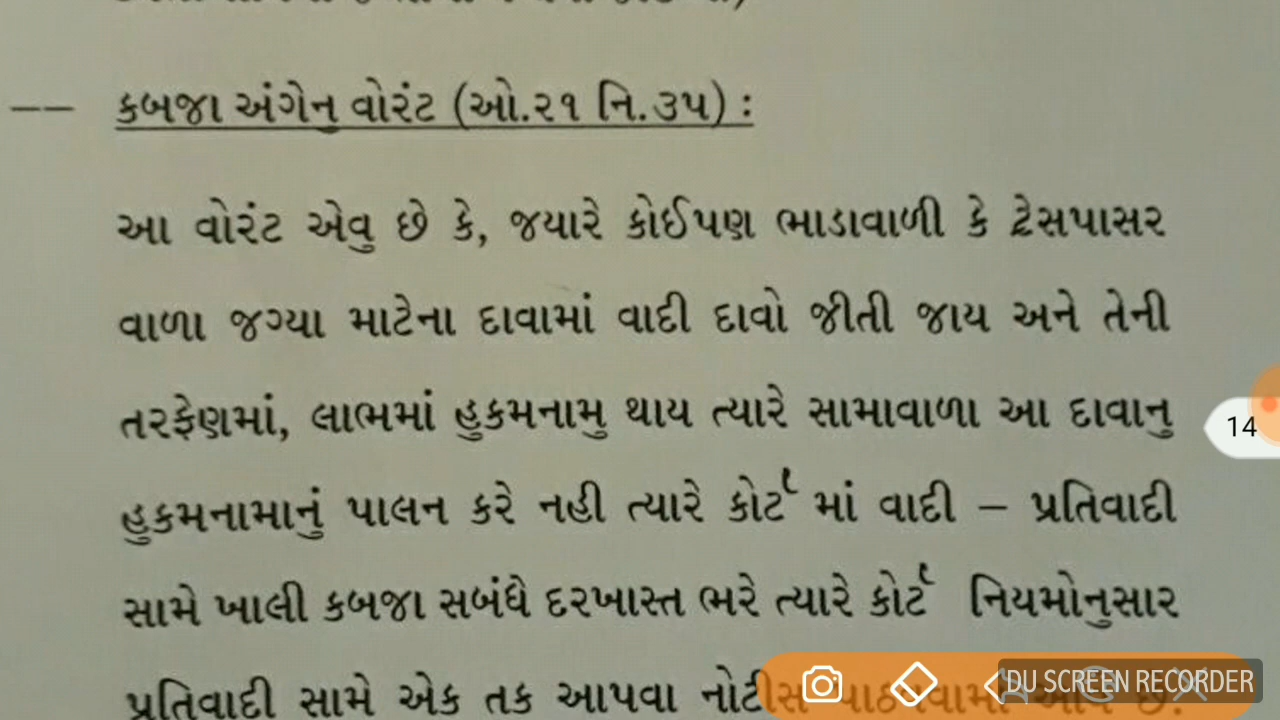 —— કબજા અંગેનુ વોરંટ (ઓ.૨૧ નિ.૩૫) :
આ વોરંટ એવુ છે કે, જયારે કોઈપણ ભાડાવાળી કે ટ્રેસપાસર
વાળા જગ્યા માટેના દાવામાં વાદી દાવો જીતી જાય અને તેની
તરફેણમાં, લાભમાં હુકમનામુ થાય ત્યારે સામાવાળા આ દાવાનુ
14
હુકમનામાનું પાલન કરે નહી ત્યારે કોર્ટ માં વાદી – પ્રતિવાદી
સામે ખાલી કબજા સબંધે દરખાસ્ત ભરે ત્યારે કોર્ટ નિયમોનુસાર
પ્રતિવાદી સામે એક તક આપવા નોટીસ
DU SCREEN RECORDER